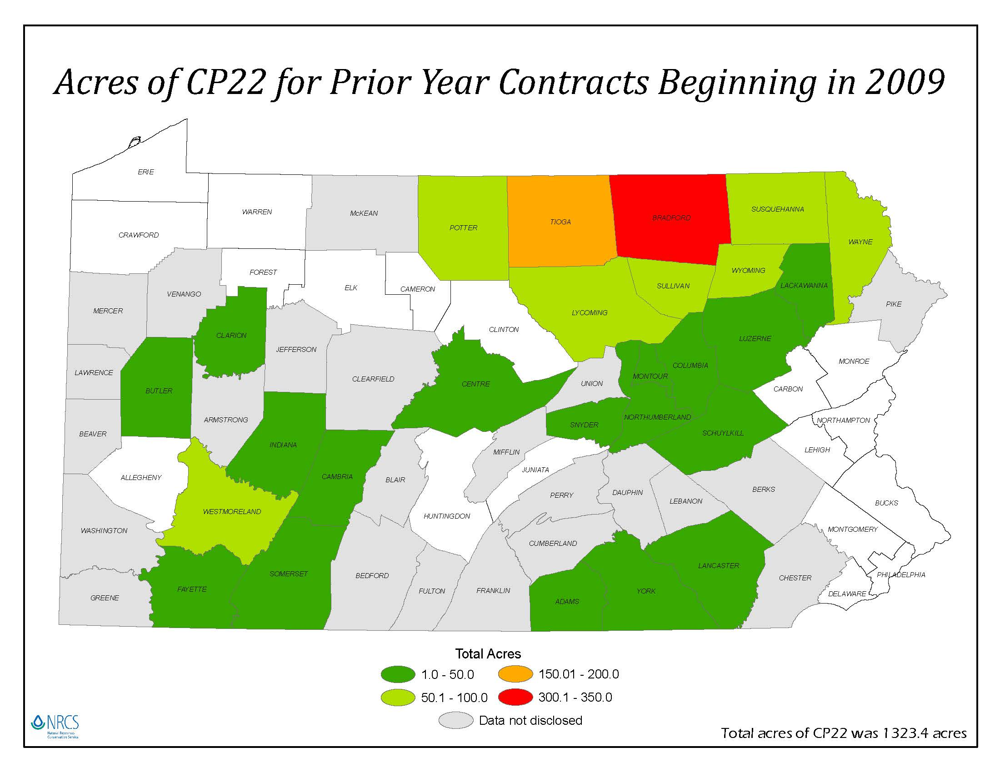 Acres of CP22 for Prior Year Contracts Beginning in 2009
ERIE
WARREN
McKEAN
SUSQUEHANNA
TIOGA
BRADFORD
POTTER
CRAWFORD
WAYNE
FOREST
WYOMING
ELK
CAMERON
SULLIVAN
LACKAWANNA
VENANGO
MERCER
LYCOMING
PIKE
CLINTON
CLARION
LUZERNE
JEFFERSON
MONROE
COLUMBIA
LAWRENCE
CLEARFIELD
MONTOUR
CENTRE
UNION
CARBON
BUTLER
ARMSTRONG
NORTHUMBERLAND
NORTHAMPTON
SNYDER
BEAVER
SCHUYLKILL
INDIANA
LEHIGH
MIFFLIN
JUNIATA
ALLEGHENY
CAMBRIA
BLAIR
BERKS
PERRY
DAUPHIN
LEBANON
BUCKS
WESTMORELAND
HUNTINGDON
WASHINGTON
MONTGOMERY
CUMBERLAND
LANCASTER
SOMERSET
BEDFORD
CHESTER
PHILADELPHIA
FAYETTE
FULTON
FRANKLIN
YORK
DELAWARE
GREENE
ADAMS
Total Acres
1.0 - 50.0
150.01 - 200.0
50.1 - 100.0
300.1 - 350.0
Data not disclosed
NRCS
Natural Resources
Conservation Service
Total acres of CP22 was 1323.4 acres